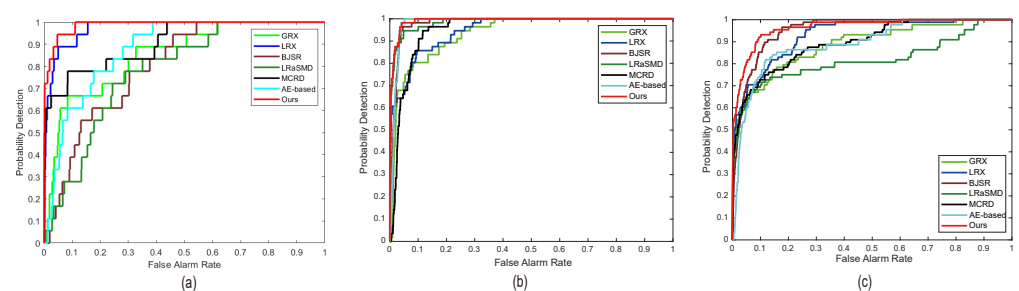 1
0.9
0.8
0.7
0.6
0.5
0.4
0.3
0.2
0.1
0
Probability Detection
GRX
LRX
BJSR
LRaSMD
MCRD
AE-based
Ours
0 0.1 0.2 0.3 0.4 0.5 0.6 0.7 0.8 0.9 1
False Alarm Rate
(a)
1
0.9
0.8
0.7
0.6
0.5
0.4
0.3
0.2
0.1
0
Probability Detection
GRX
LRX
BJSR
LRaSMD
MCRD
AE-based
Ours
0 0.1 0.2 0.3 0.4 0.5 0.6 0.7 0.8 0.9 1
False Alarm Rate
(b)
1
0.9
0.8
0.7
0.6
0.5
0.4
0.3
0.2
0.1
0
Probability Detection
GRX
LRX
BJSR
LRaSMD
MCRD
AE-based
Ours
0 0.1 0.2 0.3 0.4 0.5 0.6 0.7 0.8 0.9 1
False Alarm Rate
(c)